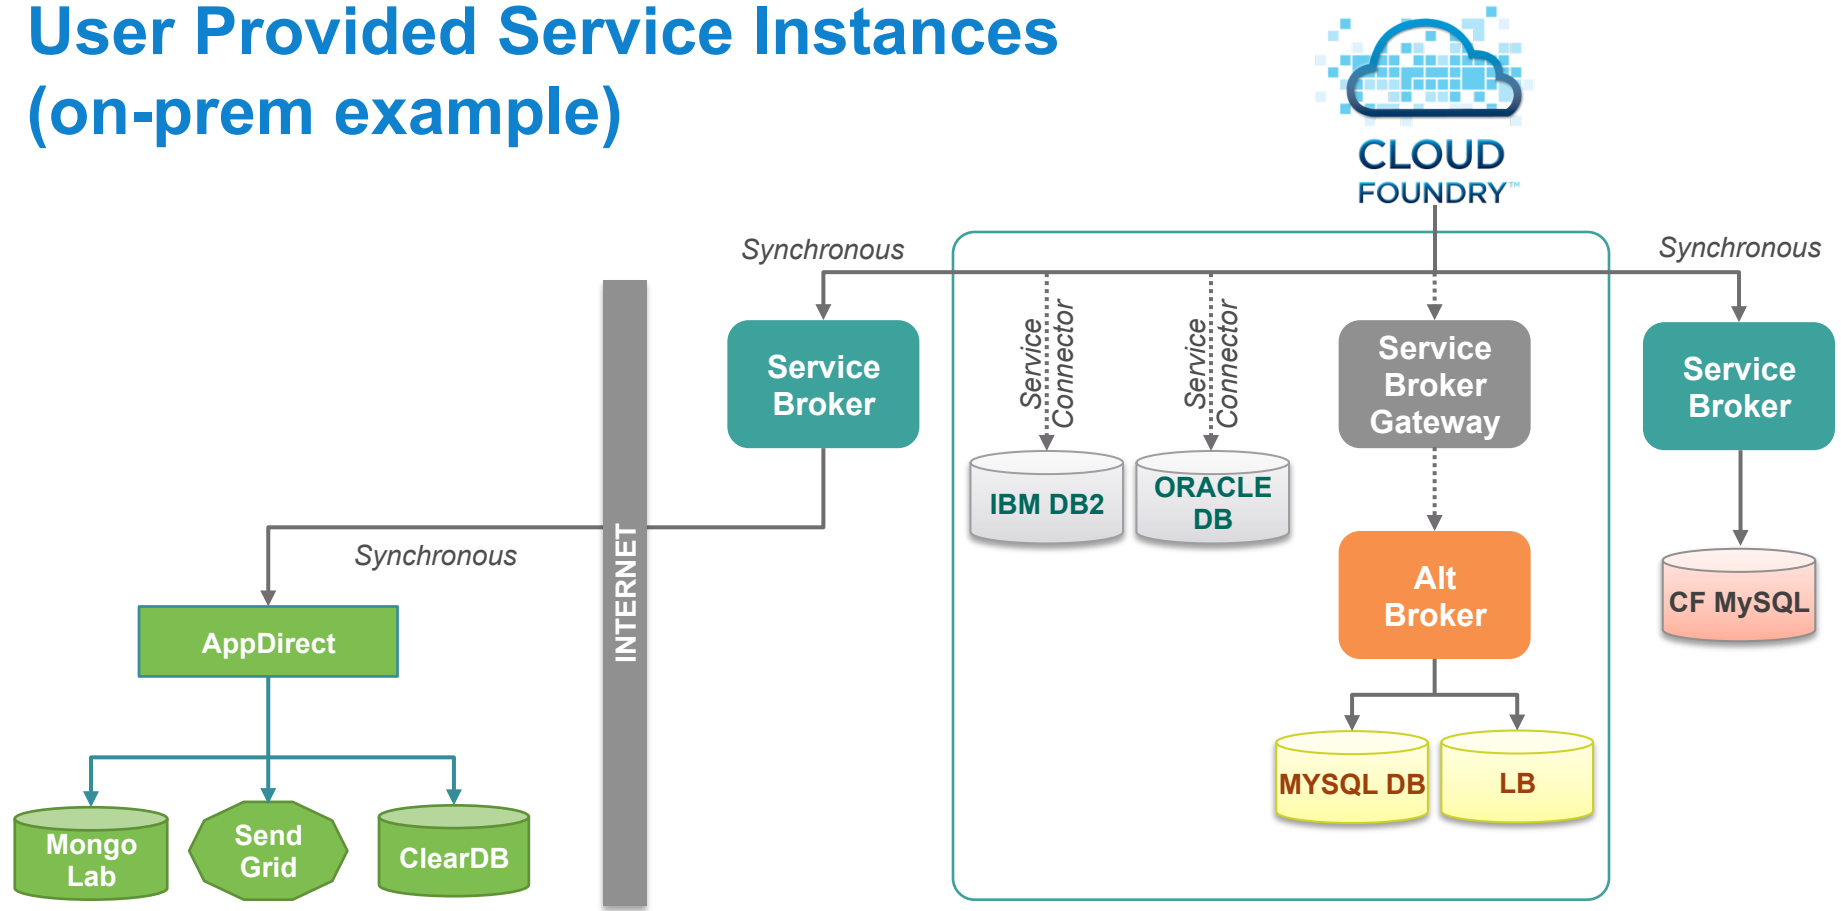 User Provided Service Instances
(on-prem example)
CLOUD
FOUNDRY™
Synchronous
Synchronous
Service
Broker
Service
Connector
Service
Connector
Service
Broker
Gateway
Service
Broker
IBM DB2
ORACLE
DB
Synchronous
INTERNET
Alt
Broker
CF MySQL
AppDirect
MYSQL DB
LB
Mongo
Lab
Send
Grid
ClearDB